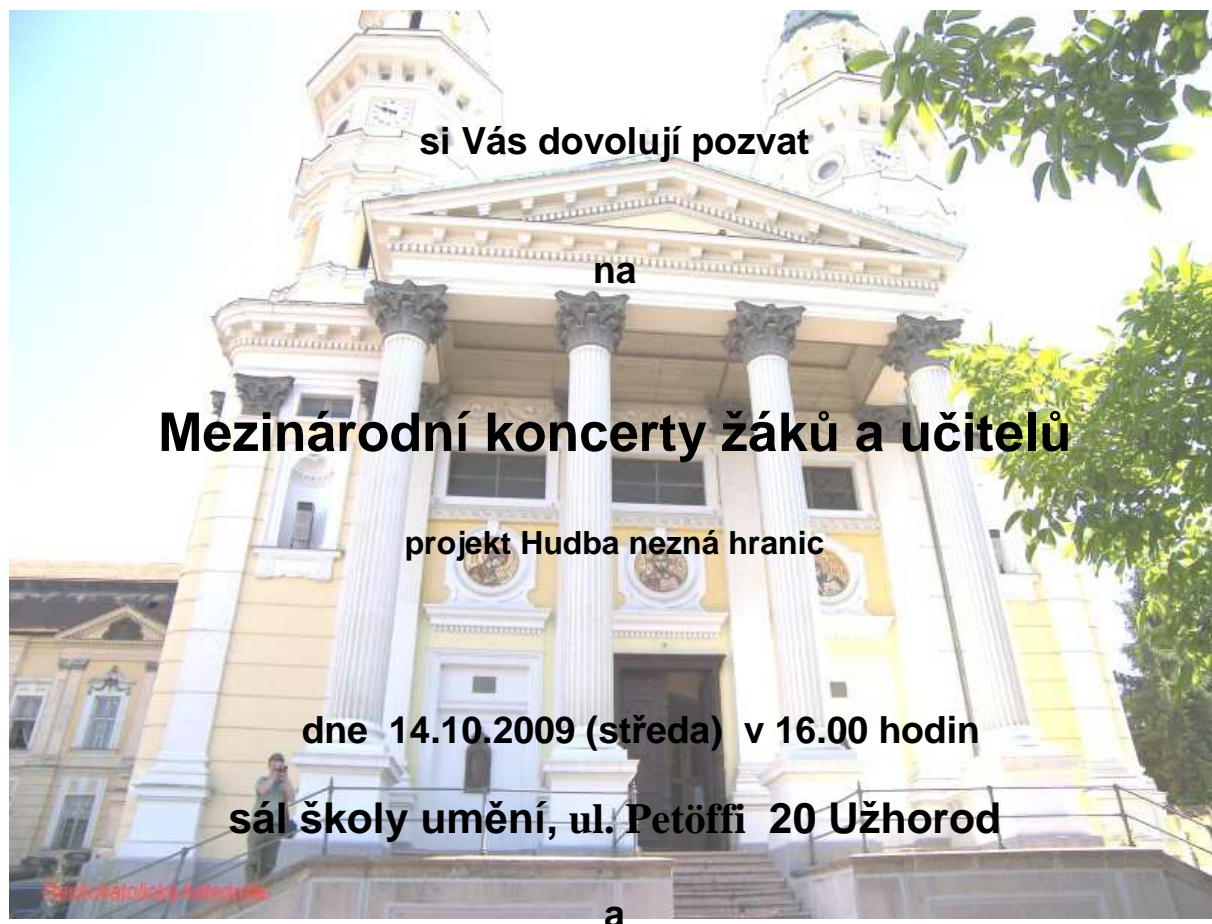 si Vás dovolují pozvat
na
Mezinárodní koncerty žáků a učitelů
projekt Hudba nezná hranic
dne 14.10.2009 (středa) v 16.00 hodin
sál školy umění, ul. Petöffi 20 Užhorod
a